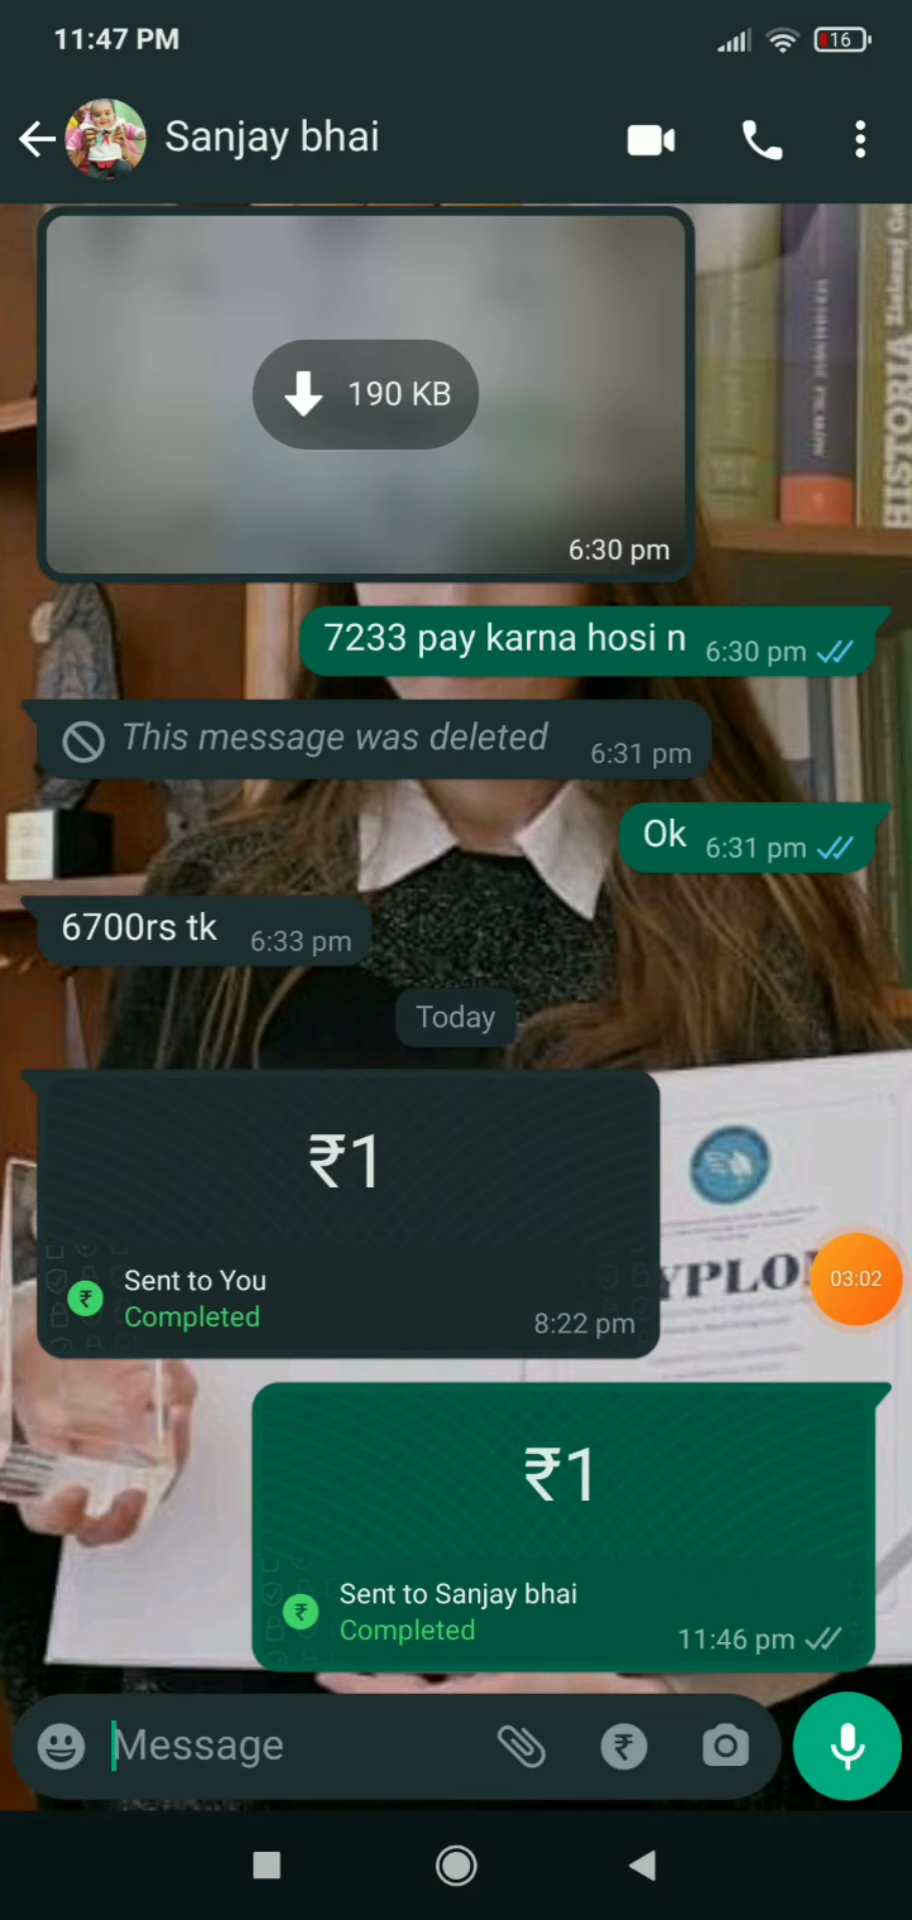 11:47 PM
16
Sanjay bhai
190 KB
6:30 pm
HISTORIA
7233 pay karna hosi n 6:30 pm
This message was deleted 6:31 pm
Ok 6:31 pm
6700rs tk 6:33 pm
Today
₹1
Sent to You
Completed
8:22 pm
YPLO
03:02
₹1
Sent to Sanjay bhai
Completed
11:46 pm
Message